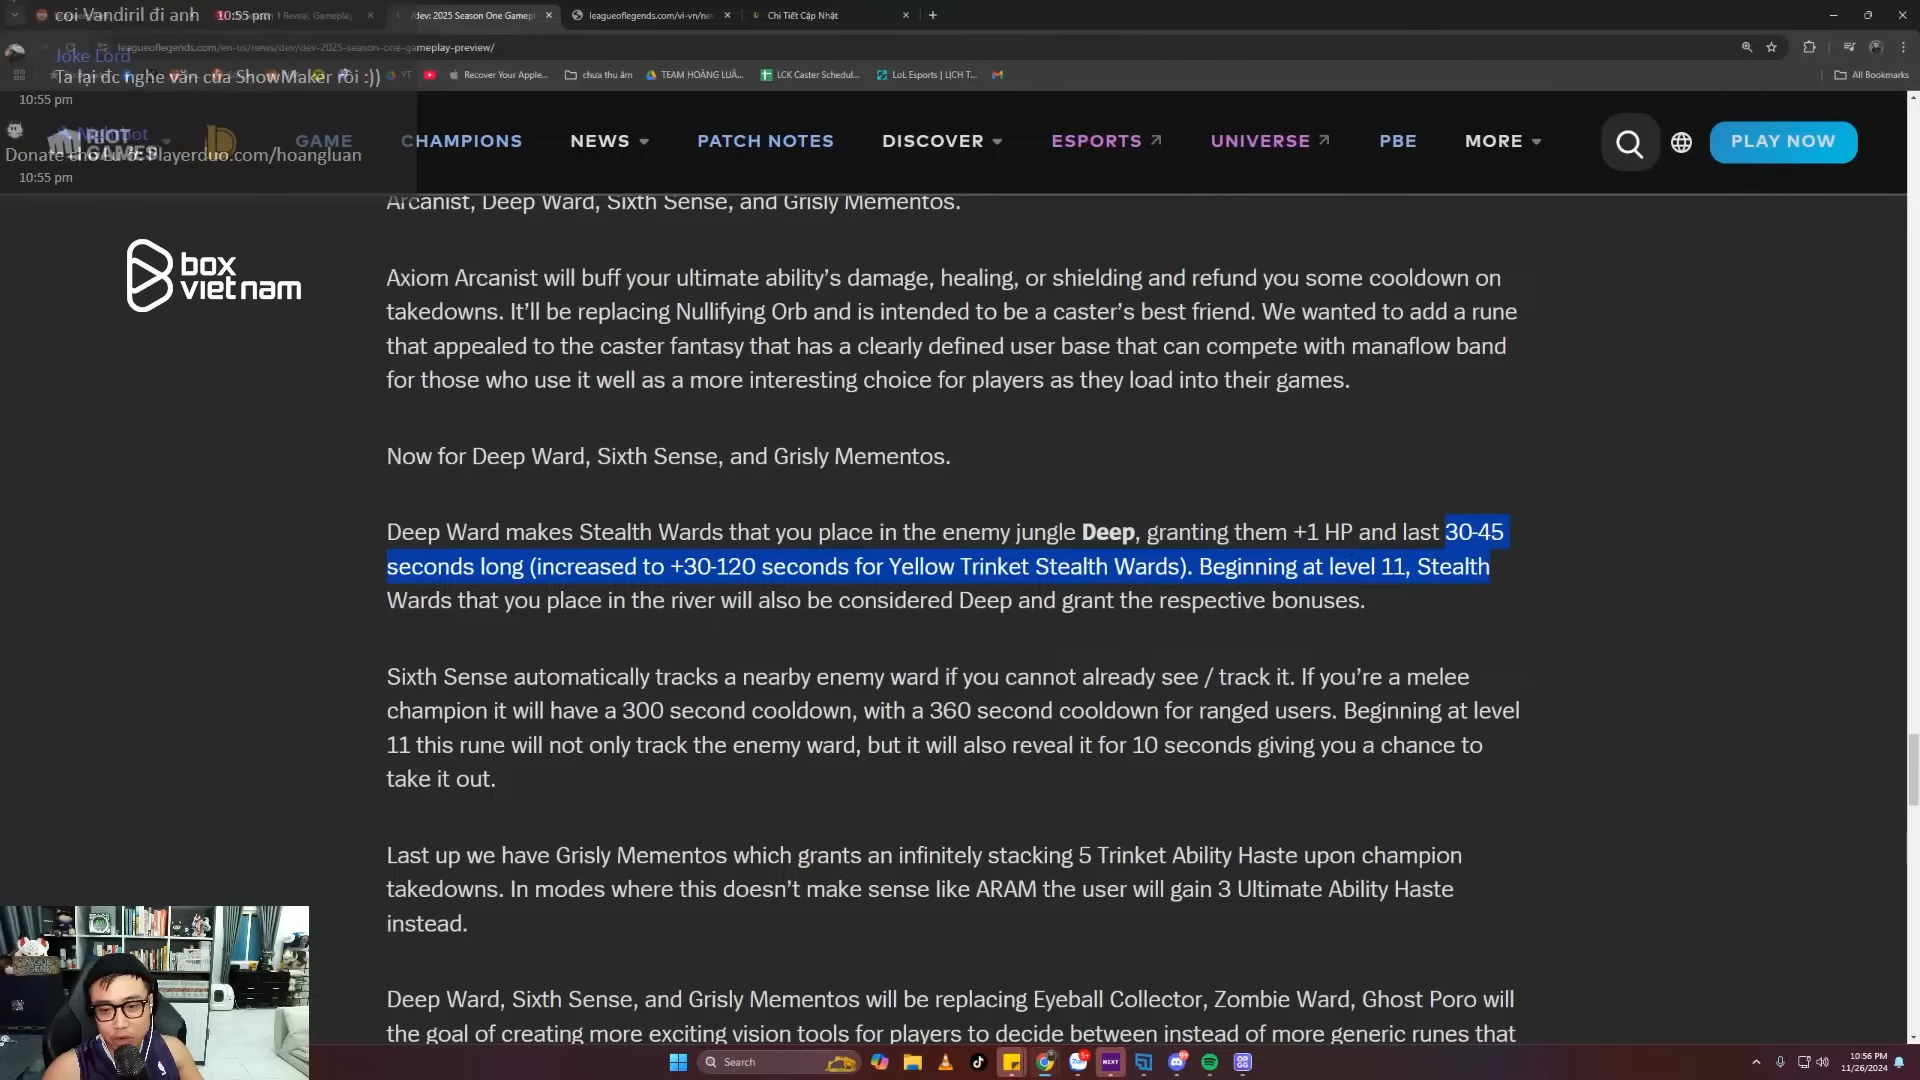 coi Vandiril đi anh 10:55 pm
Reveal, Gameplay
/dev: 2025 Season One Gamepl
leagueoflegends.com/vi-vn/ne
Chi Tiết Cập Nhật
leagueoflegends.com/en-us/news/dev/dev-2025-season-one-gameplay-preview/
Joke Lord
Ta lại đc nghe văn của ShowMaker rồi :))
10:55 pm
YT
Recover Your Apple...
chưa thu âm
TEAM HOÀNG LUÂ...
LCK Caster Schedul...
LoL Esports | LỊCH T...
All Bookmarks
Nightbot
Donate cho Luân: Playerduo.com/hoangluan
10:55 pm
RIOT
GAMES
GAME
CHAMPIONS
NEWS
PATCH NOTES
DISCOVER
ESPORTS
UNIVERSE
PBE
MORE
PLAY NOW
box
vietnam
Arcanist, Deep Ward, Sixth Sense, and Grisly Mementos.
Axiom Arcanist will buff your ultimate ability’s damage, healing, or shielding and refund you some cooldown on
takedowns. It’ll be replacing Nullifying Orb and is intended to be a caster’s best friend. We wanted to add a rune
that appealed to the caster fantasy that has a clearly defined user base that can compete with manaflow band
for those who use it well as a more interesting choice for players as they load into their games.
Now for Deep Ward, Sixth Sense, and Grisly Mementos.
Deep Ward makes Stealth Wards that you place in the enemy jungle Deep, granting them +1 HP and last 30-45
seconds long (increased to +30-120 seconds for Yellow Trinket Stealth Wards). Beginning at level 11, Stealth
Wards that you place in the river will also be considered Deep and grant the respective bonuses.
Sixth Sense automatically tracks a nearby enemy ward if you cannot already see / track it. If you’re a melee
champion it will have a 300 second cooldown, with a 360 second cooldown for ranged users. Beginning at level
11 this rune will not only track the enemy ward, but it will also reveal it for 10 seconds giving you a chance to
take it out.
Last up we have Grisly Mementos which grants an infinitely stacking 5 Trinket Ability Haste upon champion
takedowns. In modes where this doesn’t make sense like ARAM the user will gain 3 Ultimate Ability Haste
instead.
Deep Ward, Sixth Sense, and Grisly Mementos will be replacing Eyeball Collector, Zombie Ward, Ghost Poro will
the goal of creating more exciting vision tools for players to decide between instead of more generic runes that
Search
10:56 PM
11/26/2024